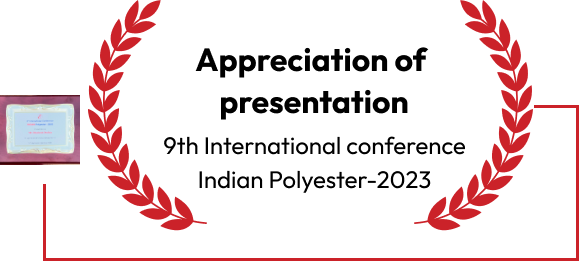 Appreciation of
presentation
9th International conference
Indian Polyester-2023